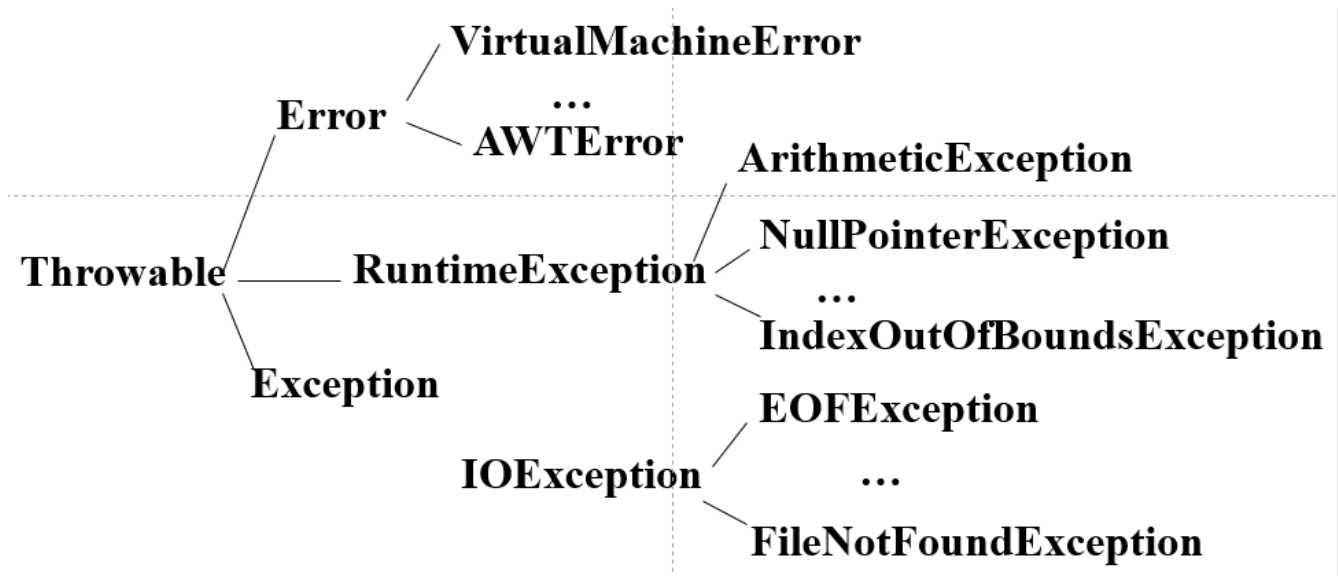 VirtualMachineError
Error
...
AWTError
ArithmeticException
NullPointerException
Throwable
RuntimeException
...
IndexOutOfBoundsException
Exception
EOFException
IOException
...
FileNotFoundException